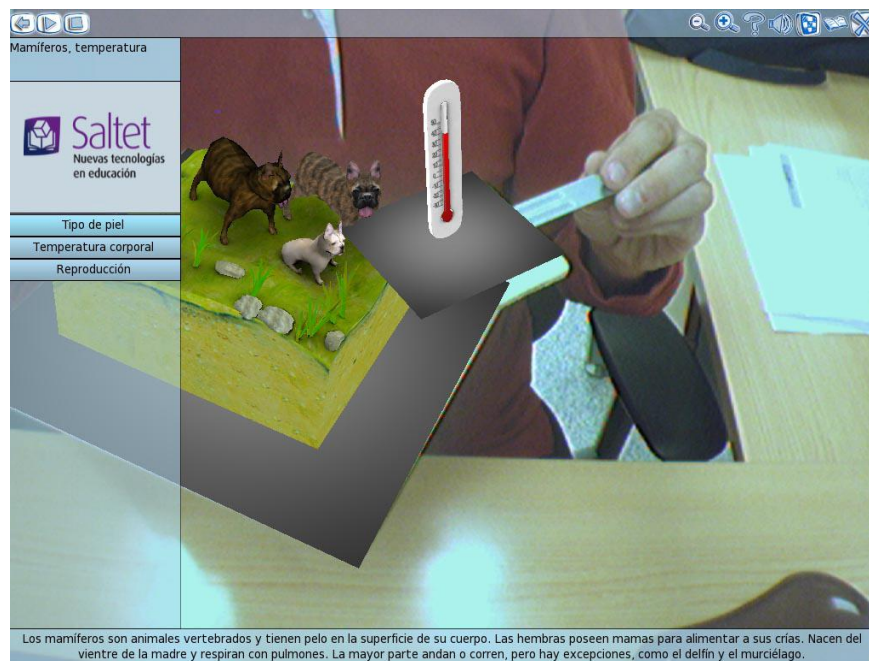 Mamíferos, temperatura
Saltet
Nuevas tecnologías
en educación
Tipo de piel
Temperatura corporal
Reproducción
Los mamíferos son animales vertebrados y tienen pelo en la superficie de su cuerpo. Las hembras poseen mamas para alimentar a sus crías. Nacen del
vientre de la madre y respiran con pulmones. La mayor parte andan o corren, pero hay excepciones, como el delfín y el murciélago.